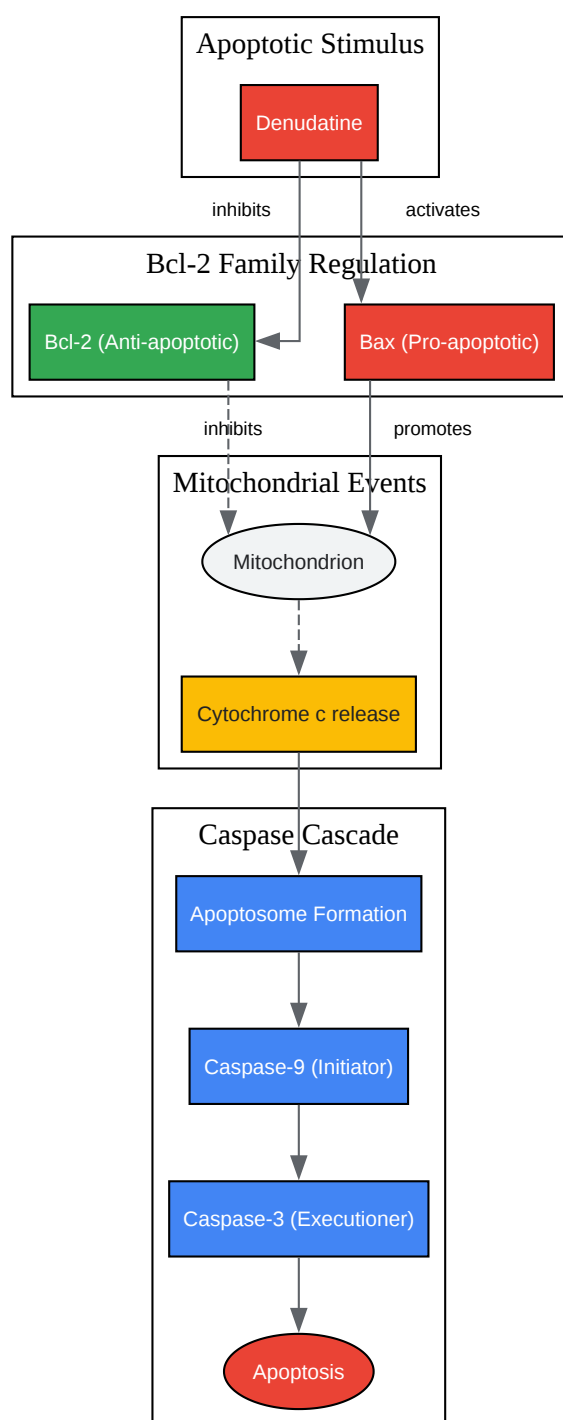 Apoptotic Stimulus
Denudatine
inhibits
activates
Bcl-2 Family Regulation
Bcl-2 (Anti-apoptotic)
Bax (Pro-apoptotic)
inhibits
promotes
Mitochondrial Events
Mitochondrion
Cytochrome c release
Caspase Cascade
Apoptosome Formation
Caspase-9 (Initiator)
Caspase-3 (Executioner)
Apoptosis